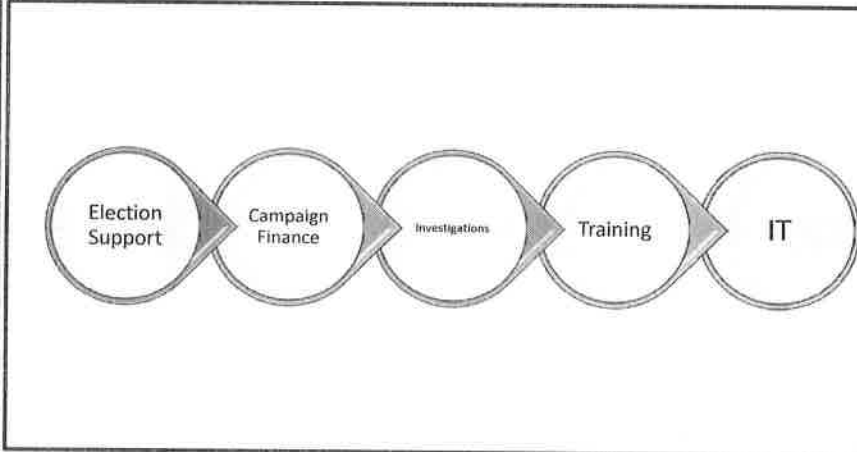 Election
Support
Campaign
Finance
Investigations
Training
IT